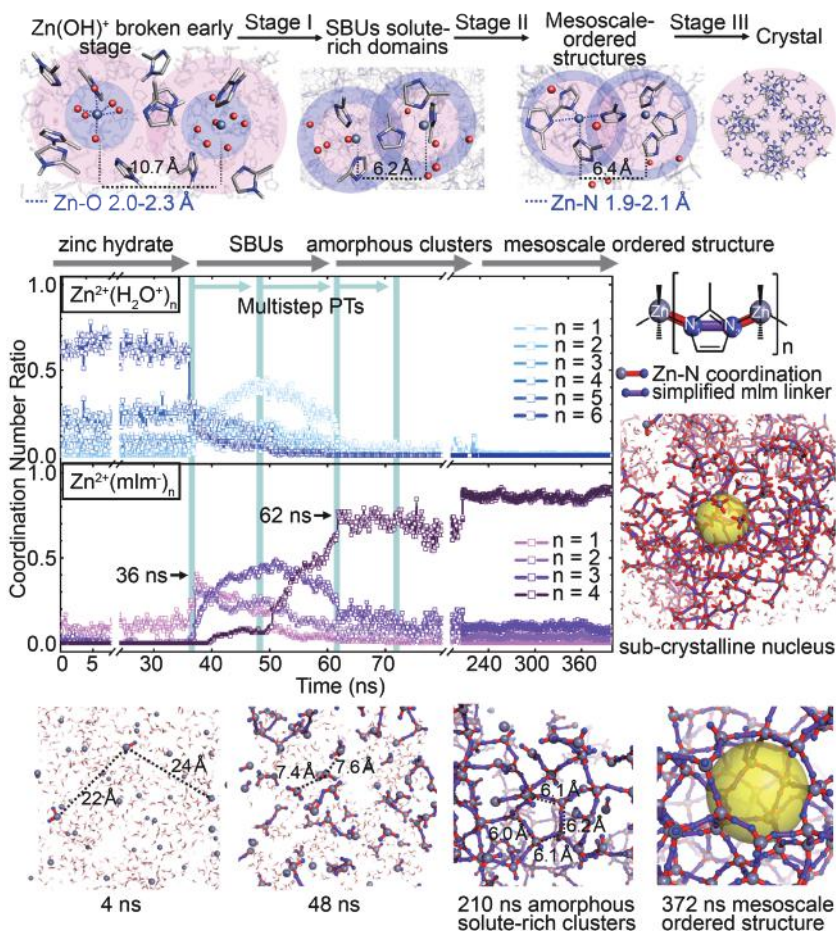 Zn(OH)⁺ broken early
stage
Stage I
SBUs solute-
rich domains
Stage II
Mesoscale-
ordered
structures
Stage III
Crystal
10.7 Å
6.2 Å
6.4 Å
Zn-O 2.0-2.3 Å
Zn-N 1.9-2.1 Å
zinc hydrate
SBUs
amorphous clusters
mesoscale ordered structure
Coordination Number Ratio
1.0
0.5
0.0
Zn²⁺(H₂O⁺)ₙ
Multistep PTs
n = 1
n = 2
n = 3
n = 4
n = 5
n = 6
1.0
0.5
0.0
Zn²⁺(mIm⁻)ₙ
36 ns
62 ns
n = 1
n = 2
n = 3
n = 4
0 5 30 40 50 60 70 240 300 360
Time (ns)
Zn
N
N
Zn
n
Zn-N coordination
simplified mIm linker
sub-crystalline nucleus
22 Å
24 Å
4 ns
7.4 Å
7.6 Å
48 ns
6.1 Å
6.2 Å
6.0 Å
6.1 Å
210 ns amorphous
solute-rich clusters
372 ns mesoscale
ordered structure